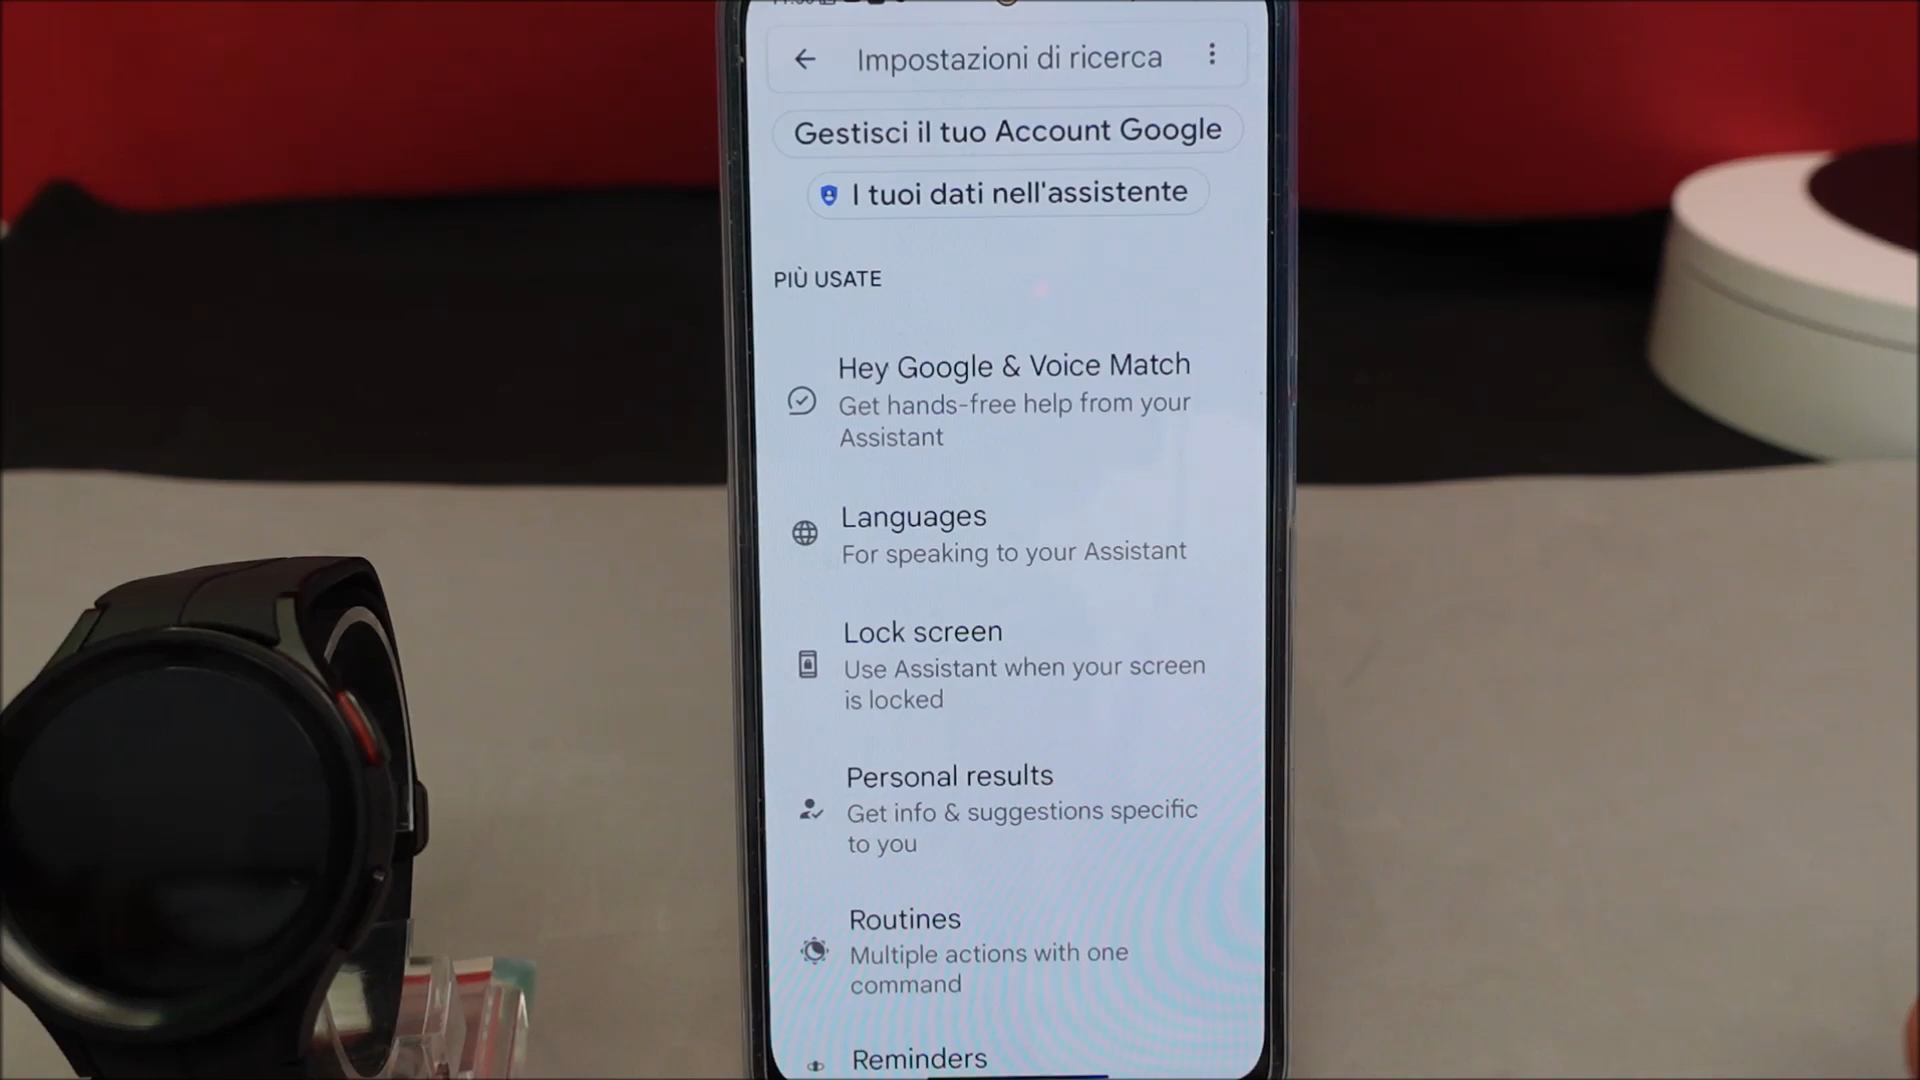 Impostazioni di ricerca
Gestisci il tuo Account Google
I tuoi dati nell'assistente
PIÙ USATE
Hey Google & Voice Match
Get hands-free help from your
Assistant
Languages
For speaking to your Assistant
Lock screen
Use Assistant when your screen
is locked
Personal results
Get info & suggestions specific
to you
Routines
Multiple actions with one
command
Reminders